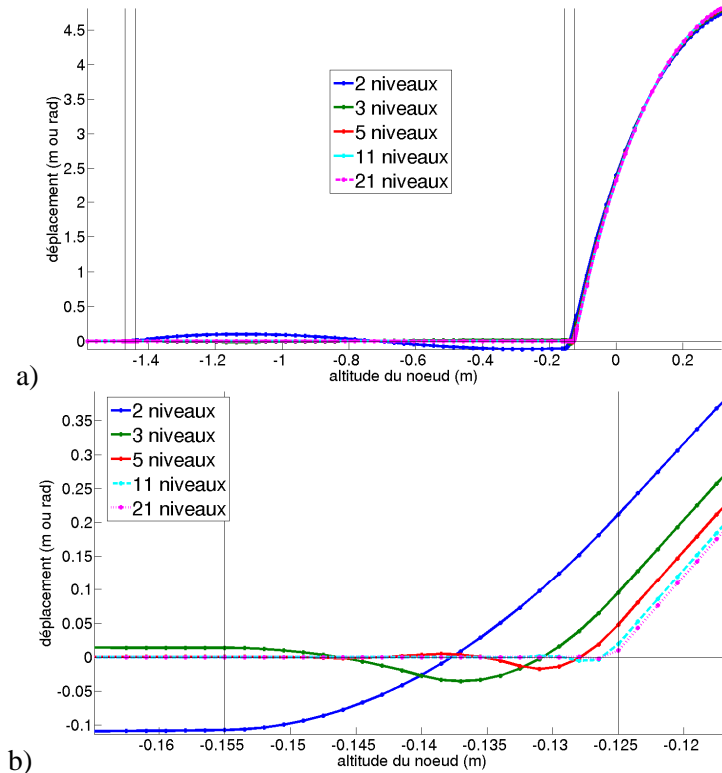 4.5
4
3.5
3
2.5
2
1.5
1
0.5
0
déplacement (m ou rad)
2 niveaux
3 niveaux
5 niveaux
11 niveaux
21 niveaux
-1.4 -1.2 -1 -0.8 -0.6 -0.4 -0.2 0 0.2
altitude du noeud (m)
a)
0.35
0.3
0.25
0.2
0.15
0.1
0.05
0
-0.05
-0.1
déplacement (m ou rad)
2 niveaux
3 niveaux
5 niveaux
11 niveaux
21 niveaux
-0.16 -0.155 -0.15 -0.145 -0.14 -0.135 -0.13 -0.125 -0.12
altitude du noeud (m)
b)